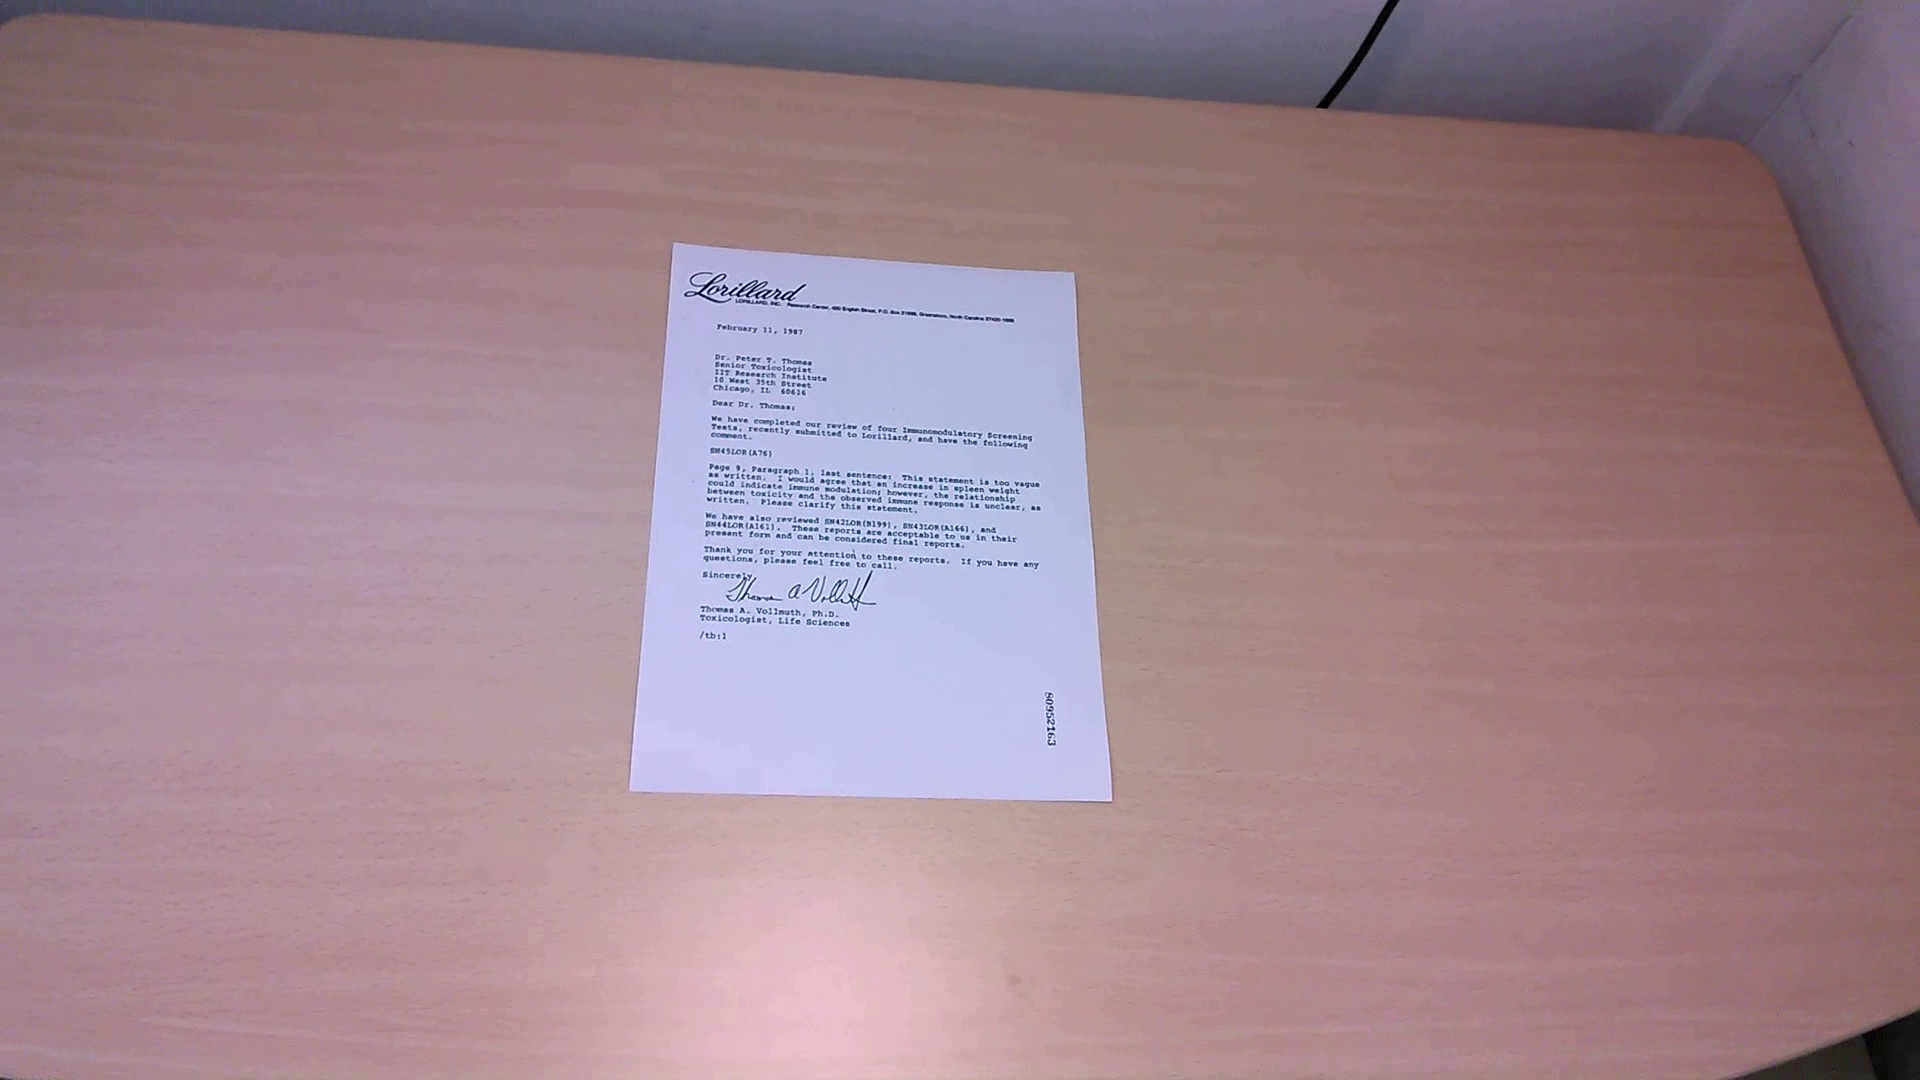 Lorillard
LORILLARD, INC. Research Center, 420 English Street, P.O. Box 21688, Greensboro, North Carolina 27420-1688
February 11, 1987
Dr. Peter T. Thomas
Senior Toxicologist
IIT Research Institute
10 West 35th Street
Chicago, IL 60616
Dear Dr. Thomas:
We have completed our review of four Immunomodulatory Screening
Tests, recently submitted to Lorillard, and have the following
comment.
SN45LOR(A76)
Page 9, Paragraph 1, last sentence: This statement is too vague
as written. I would agree that an increase in spleen weight
could indicate immune modulation; however, the relationship
between toxicity and the observed immune response is unclear, as
written. Please clarify this statement.
We have also reviewed SN42LOR(B199), SN43LOR(A166), and
SN44LOR(A161). These reports are acceptable to us in their
present form and can be considered final reports.
Thank you for your attention to these reports. If you have any
questions, please feel free to call.
Sincerely,
Thomas A Vollmuth
Thomas A. Vollmuth, Ph.D.
Toxicologist, Life Sciences
/tb:l
80952163